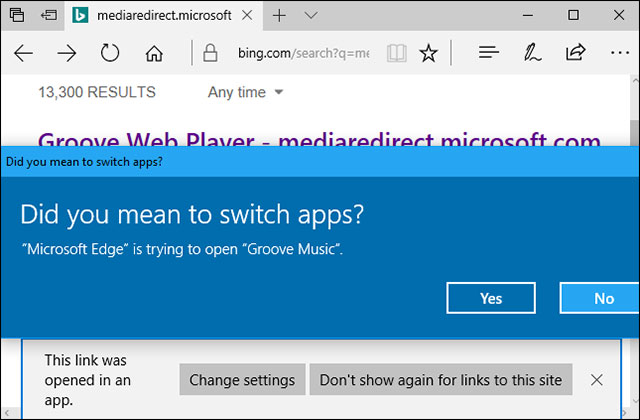 mediaredirect.microsoft
bing.com/search?q=me
13,300 RESULTS Any time
Groove Web Player - mediaredirect.microsoft.com
Did you mean to switch apps?
Did you mean to switch apps?
"Microsoft Edge" is trying to open "Groove Music".
Yes No
This link was
opened in an
app.
Change settings Don't show again for links to this site